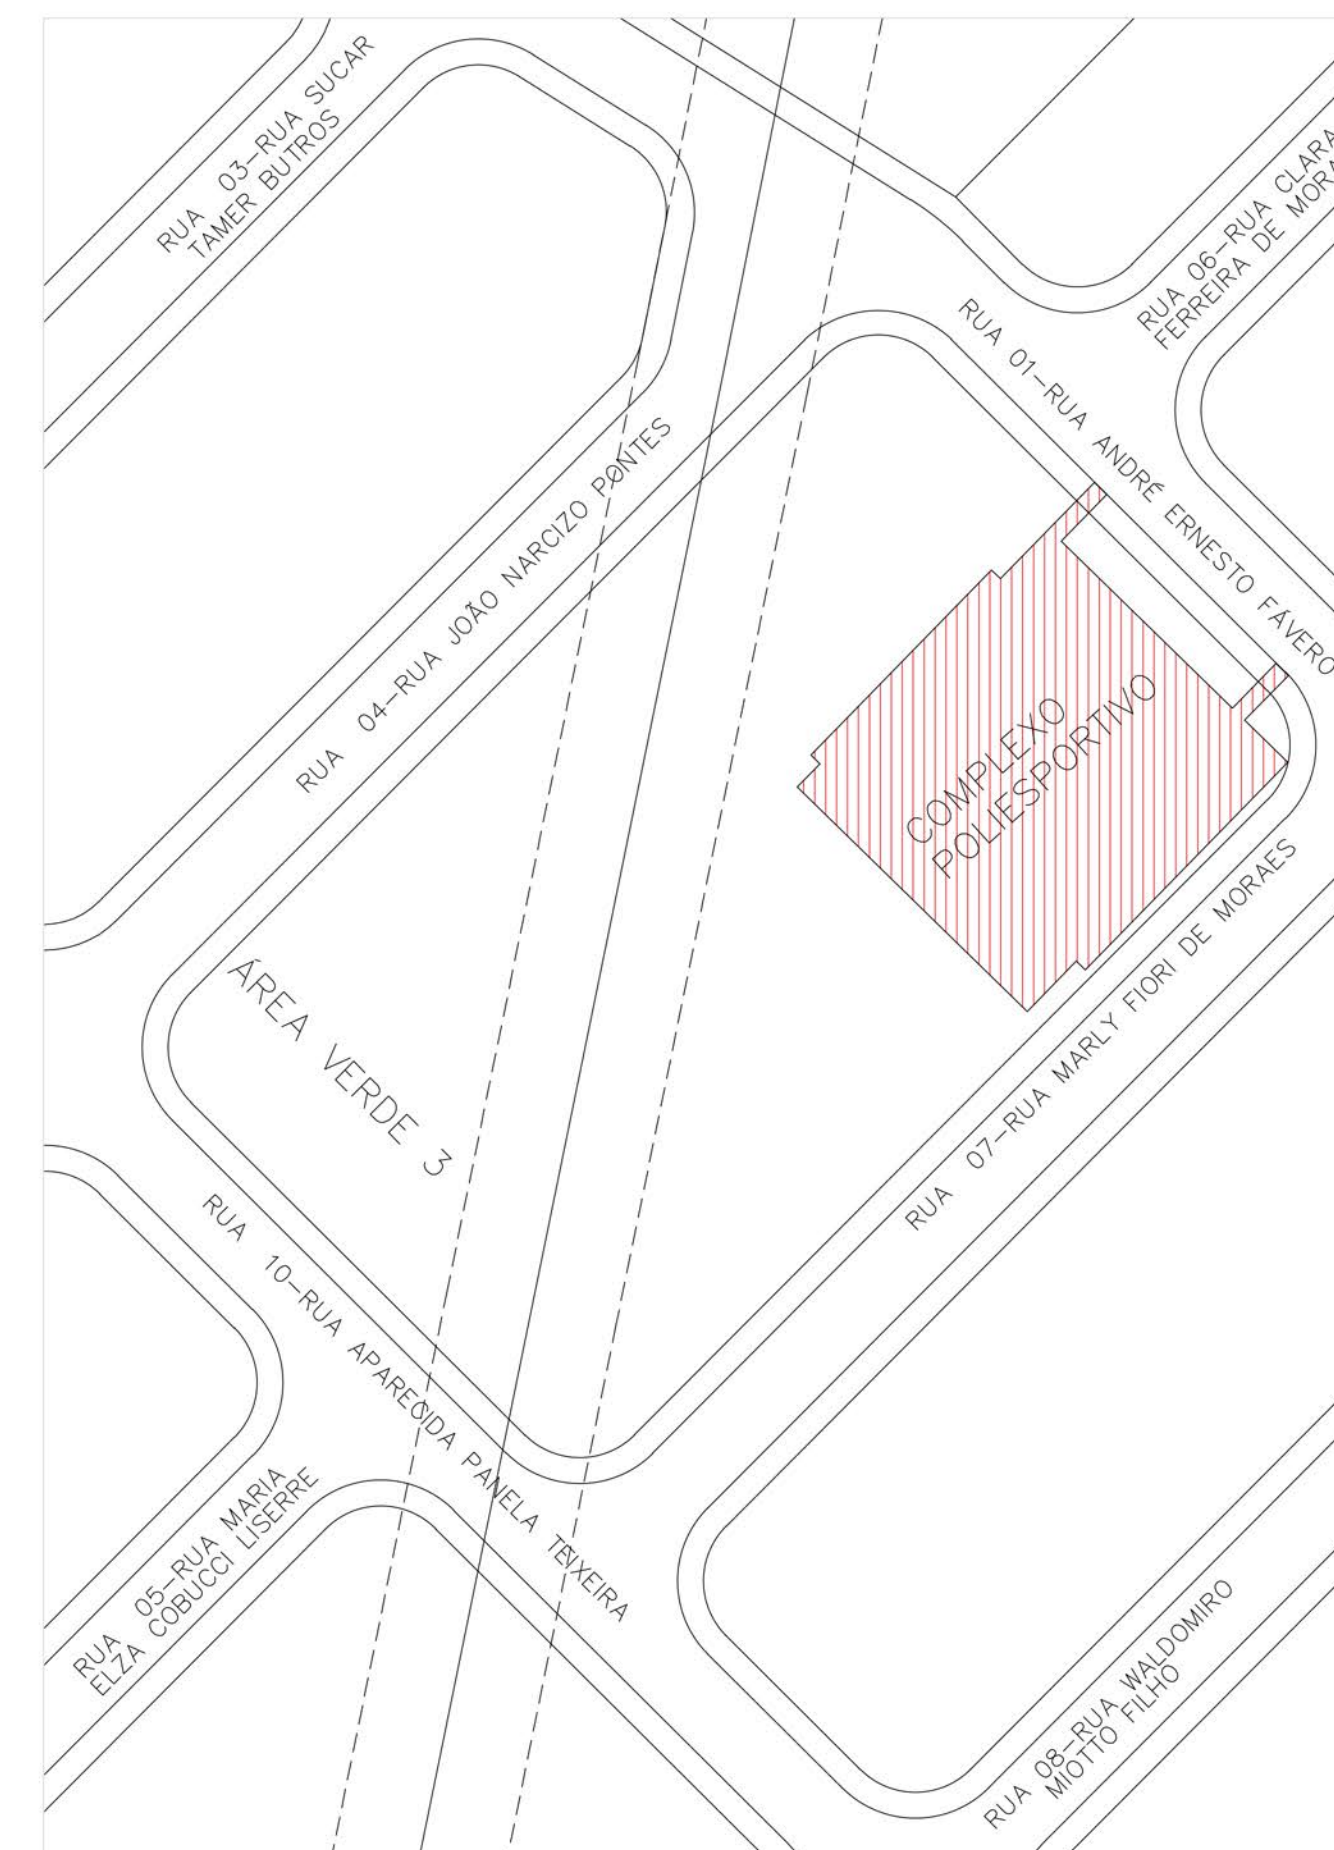 RUA 03-RUA SUCAR
TAMER BUTROS
RUA 06-RUA CLARA
FERREIRA DE
RUA 01-RUA ANDRÉ ERNESTO FÁVERO
RUA 04-RUA JOÃO NARCIZO PONTES
COMPLEXO
POLIESPORTIVO
ÁREA VERDE 3
RUA 07-RUA MARLY FIORI DE MORAES
RUA 10-RUA APARECIDA PANELA TEIXEIRA
RUA 05-RUA MARIA
ELZA COBUCCI LISERRE
RUA 08-RUA WALDOMIRO
MIOTTO FILHO